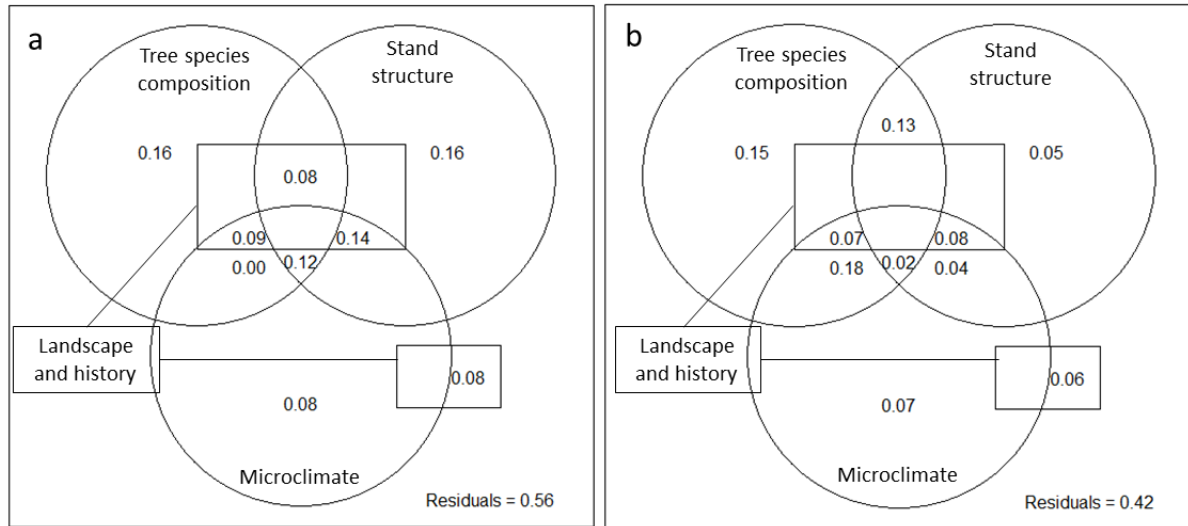 a
Tree species
composition
Stand
structure
0.16
0.16
0.08
0.09
0.14
0.00
0.12
Landscape
and history
0.08
0.08
Microclimate
Residuals = 0.56
b
Tree species
composition
Stand
structure
0.13
0.15
0.05
0.07
0.08
0.18
0.02
0.04
Landscape
and history
0.06
0.07
Microclimate
Residuals = 0.42